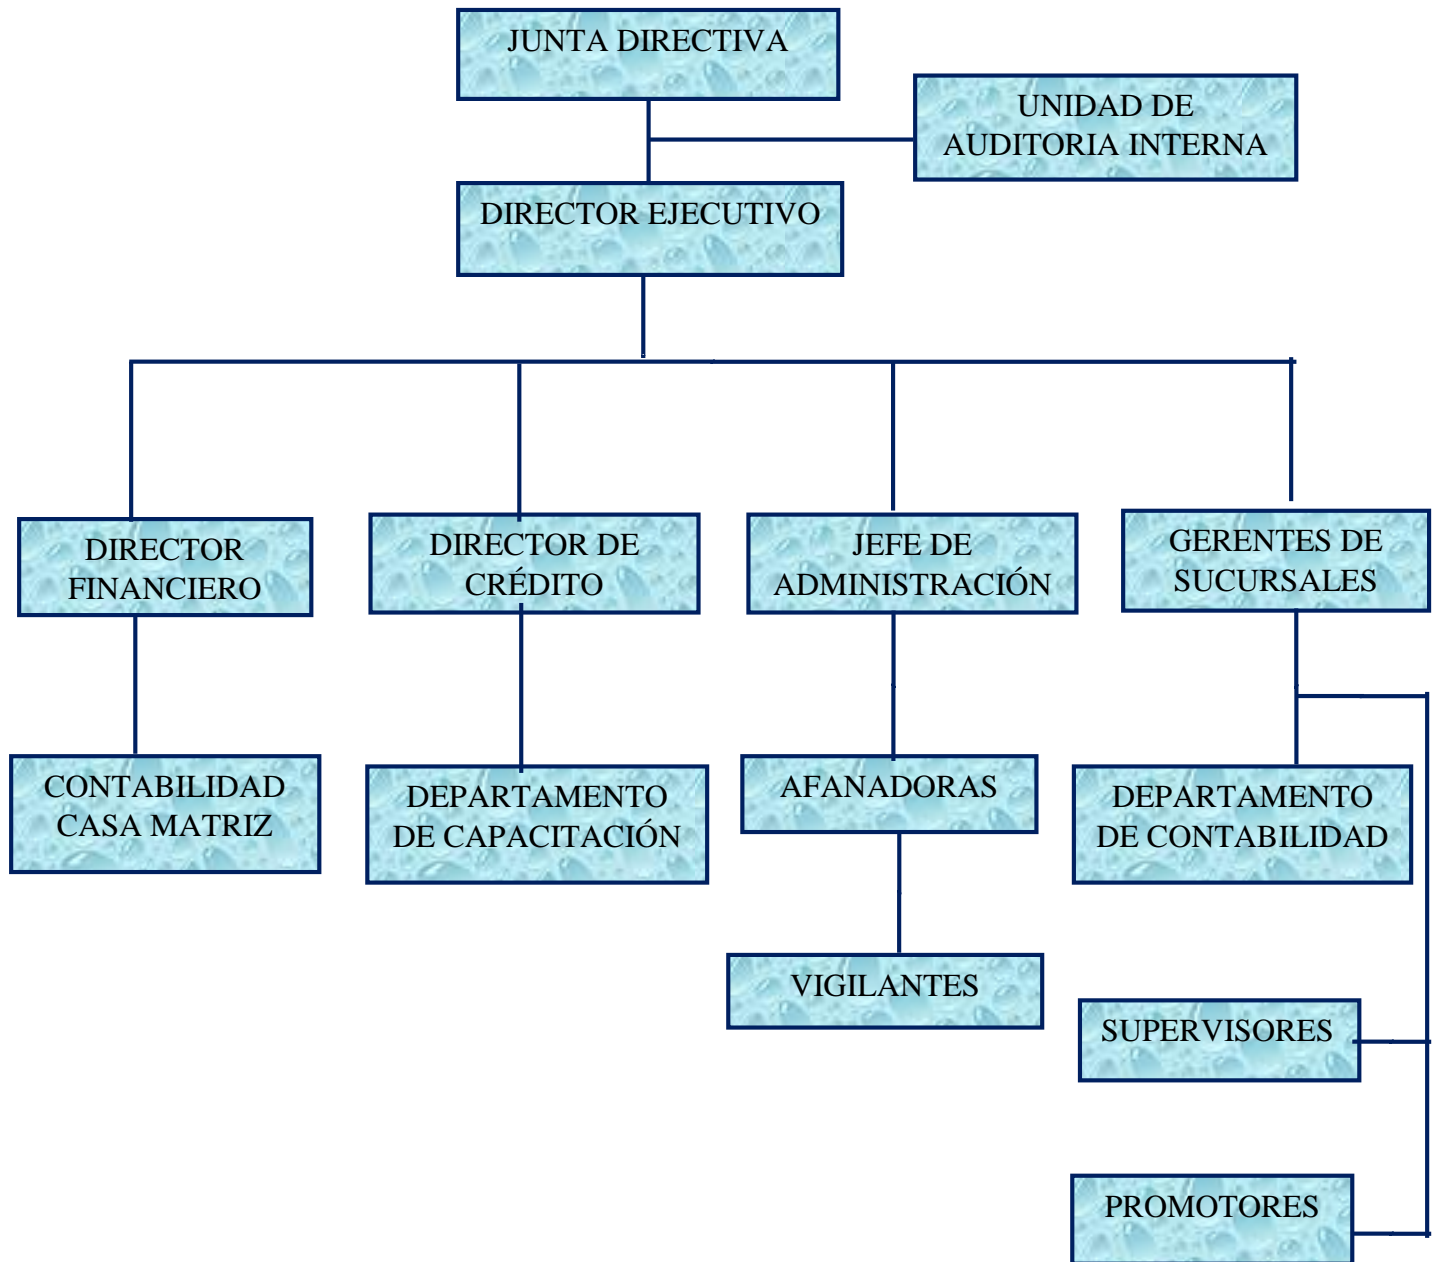 JUNTA DIRECTIVA
UNIDAD DE
AUDITORIA INTERNA
DIRECTOR EJECUTIVO
DIRECTOR
FINANCIERO
DIRECTOR DE
CRÉDITO
JEFE DE
ADMINISTRACIÓN
GERENTES DE
SUCURSALES
CONTABILIDAD
CASA MATRIZ
DEPARTAMENTO
DE CAPACITACIÓN
AFANADORAS
DEPARTAMENTO
DE CONTABILIDAD
VIGILANTES
SUPERVISORES
PROMOTORES